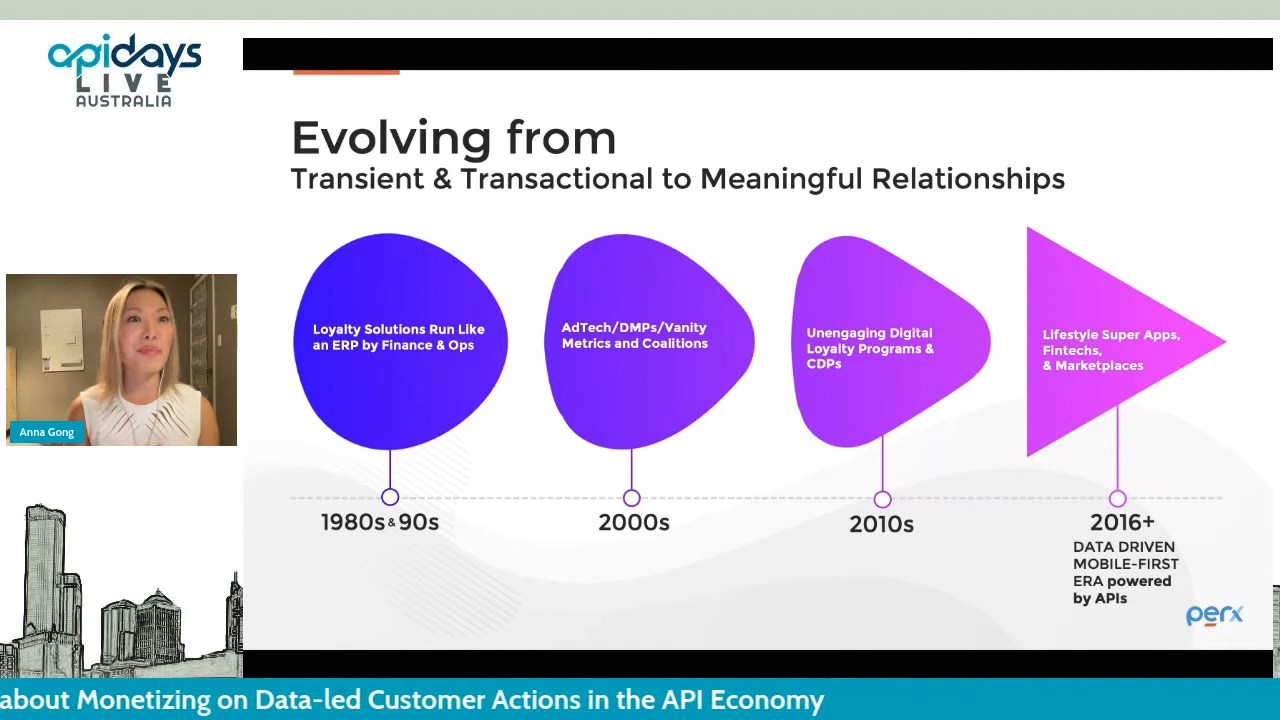 apidays
LIVE
AUSTRALIA
Evolving from
Transient & Transactional to Meaningful Relationships
Loyalty Solutions Run Like
an ERP by Finance & Ops
AdTech/DMPs/Vanity
Metrics and Coalitions
Unengaging Digital
Loyalty Programs &
CDPs
Lifestyle Super Apps,
Fintechs,
& Marketplaces
1980s & 90s
2000s
2010s
2016+
DATA DRIVEN
MOBILE-FIRST
ERA powered
by APIs
perx
Anna Gong
about Monetizing on Data-led Customer Actions in the API Economy